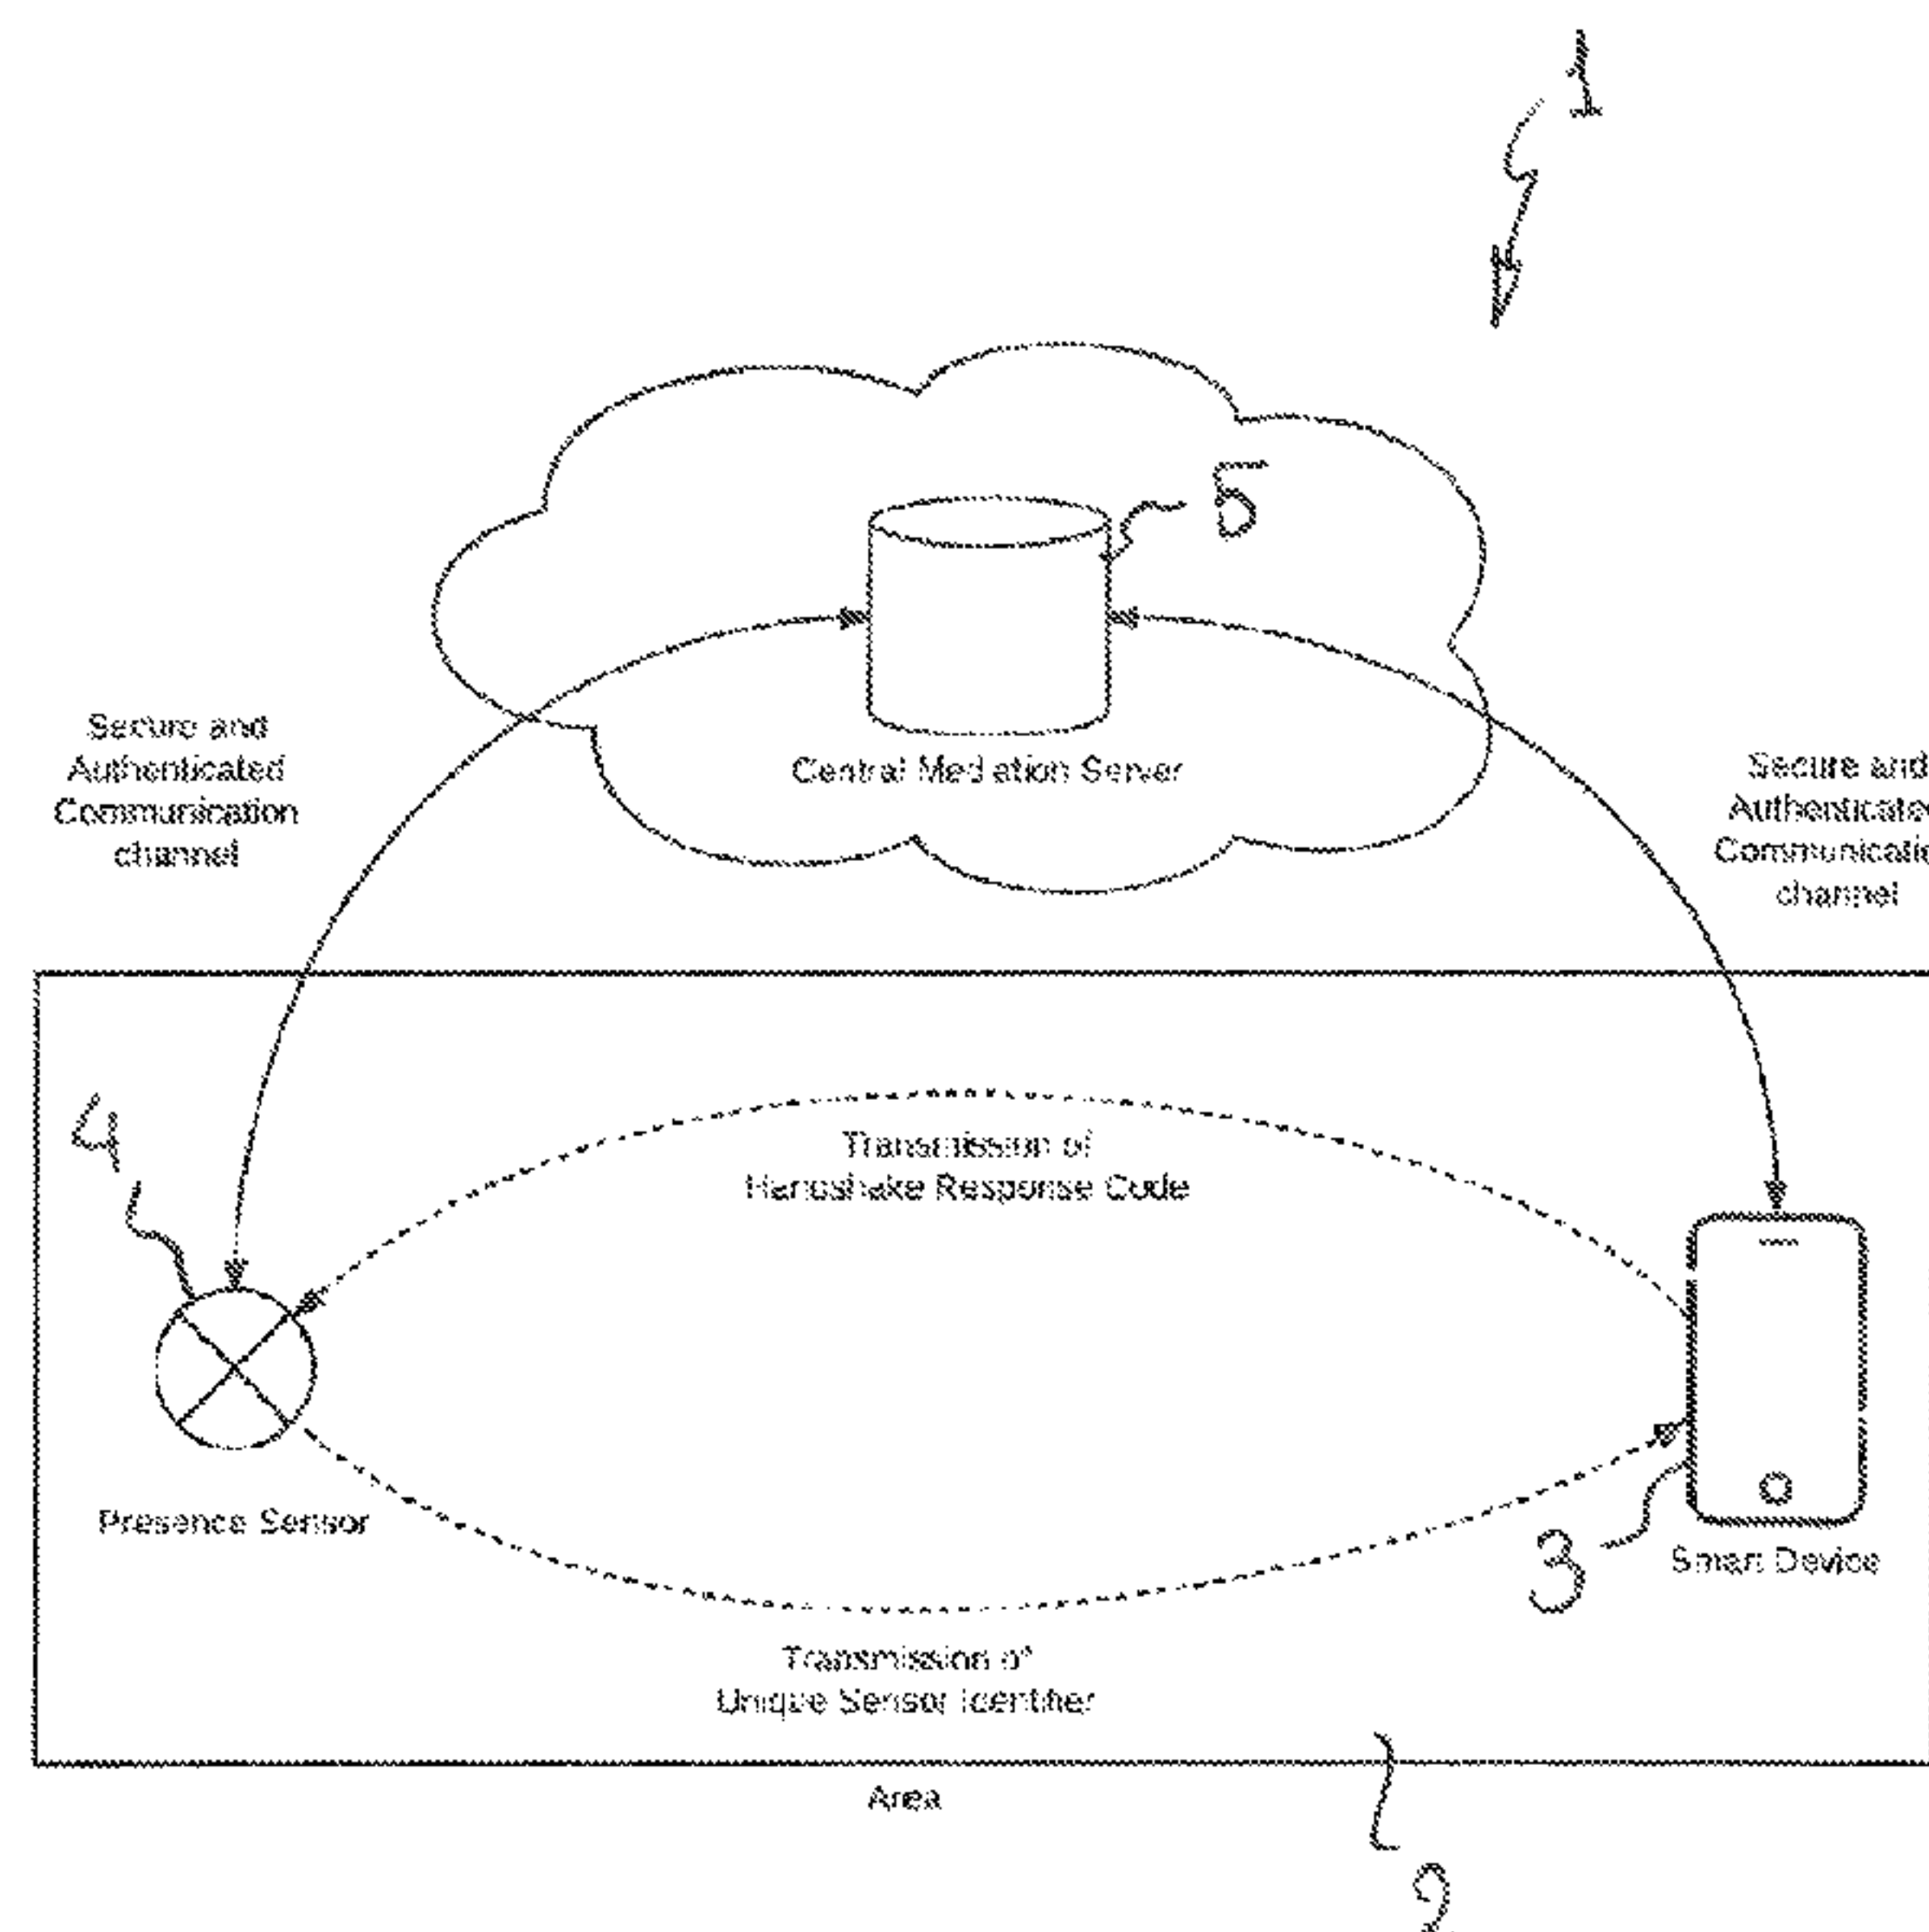 1
5
Secure and
Authenticated
Communication
channel
Central Mediation Server
Secure and
Authenticated
Communication
channel
4
Transmission of
Handshake Response Code
Presence Sensor
3
Smart Device
Transmission of
Unique Sensor Identifier
Area
2